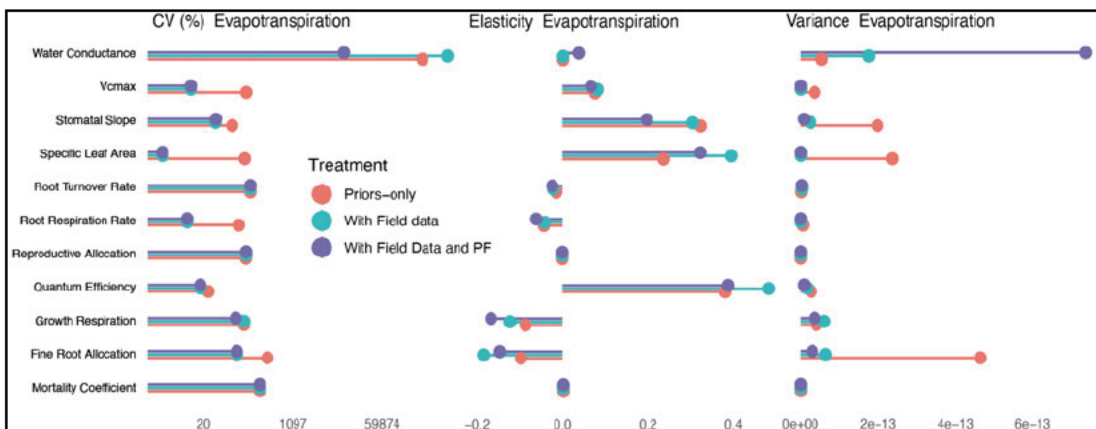 CV (%) Evapotranspiration
Elasticity Evapotranspiration
Variance Evapotranspiration
Water Conductance
Vcmax
Stomatal Slope
Specific Leaf Area
Root Turnover Rate
Root Respiration Rate
Reproductive Allocation
Quantum Efficiency
Growth Respiration
Fine Root Allocation
Mortality Coefficient
Treatment
Priors-only
With Field data
With Field Data and PF
20 1097 59874
-0.2 0.0 0.2 0.4
0e+00 2e-13 4e-13 6e-13